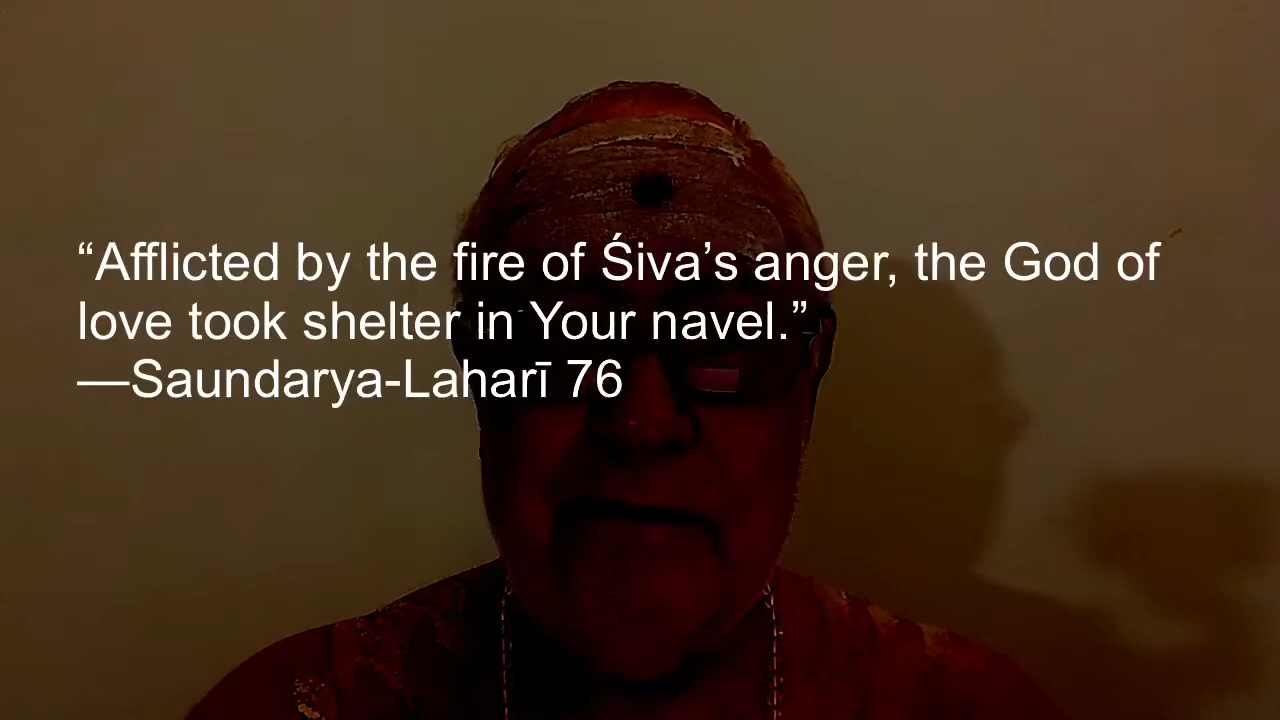 “Afflicted by the fire of Śiva’s anger, the God of
love took shelter in Your navel.”
—Saundarya-Laharī 76